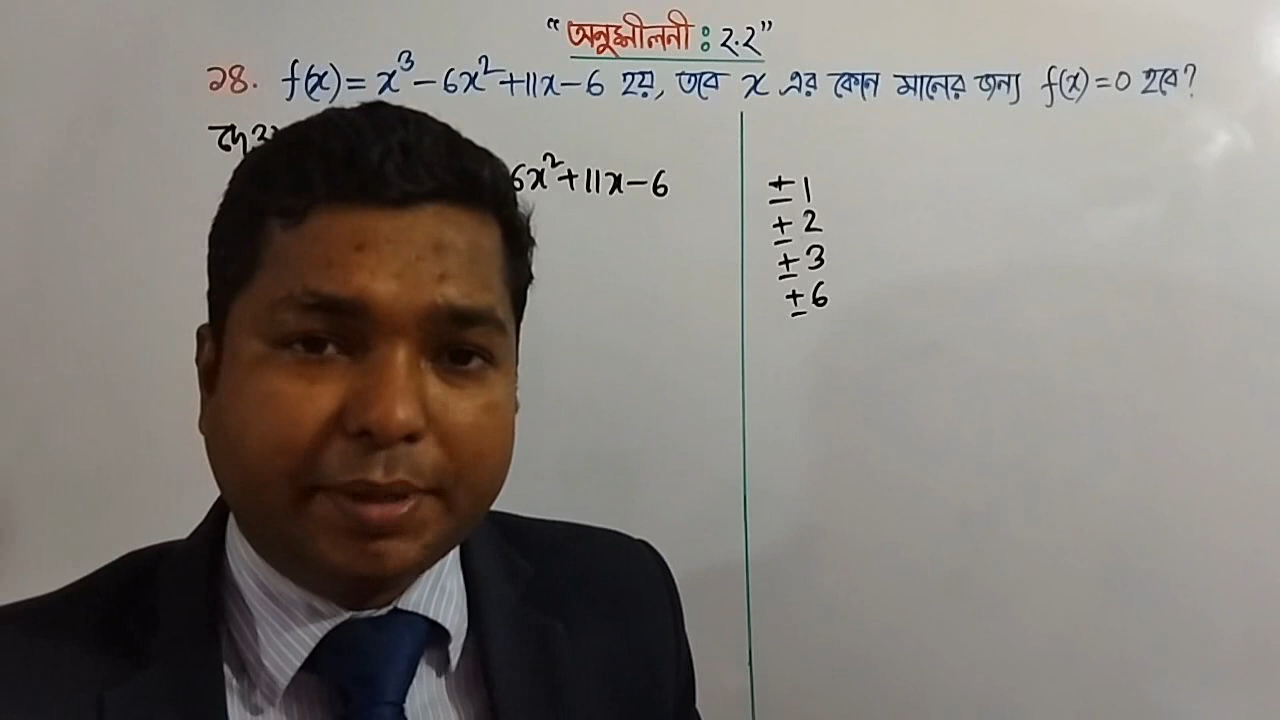 “অনুশীলনী : ২.২”
১৪. f(x) = x³ – 6x² + 11x – 6 হয়, তবে x এর কোন মানের জন্য f(x) = 0 হবে?
6x² + 11x – 6
± 1
± 2
± 3
± 6